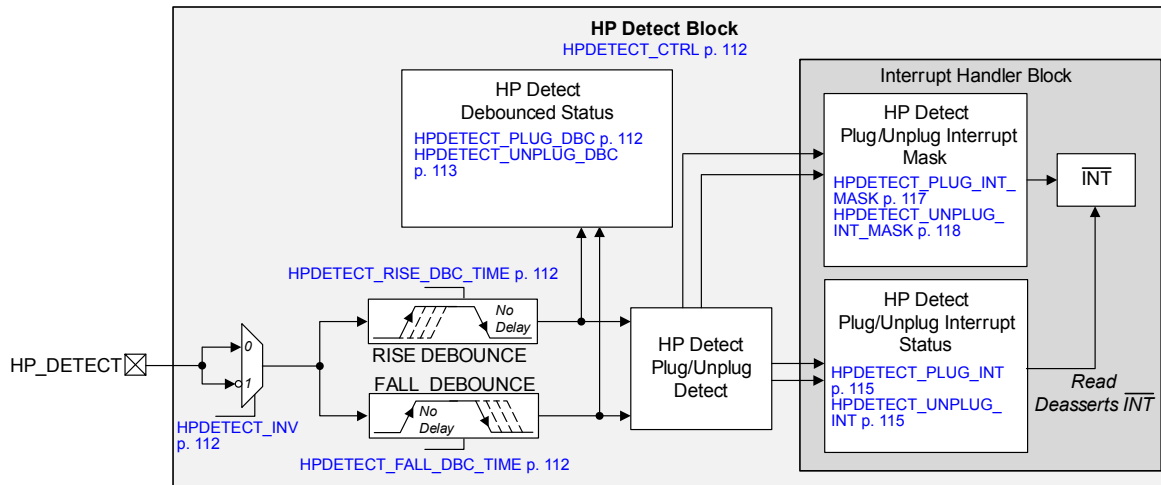 HP Detect Block
HPDETECT_CTRL p. 112
HP Detect
Debounced Status
HPDETECT_PLUG_DBC p. 112
HPDETECT_UNPLUG_DBC
p. 113
Interrupt Handler Block
HP Detect
Plug/Unplug Interrupt
Mask
HPDETECT_PLUG_INT_
MASK p. 117
HPDETECT_UNPLUG_
INT_MASK p. 118
INT
HPDETECT_RISE_DBC_TIME p. 112
No
Delay
RISE DEBOUNCE
HP_DETECT
0
1
HPDETECT_INV
p. 112
FALL DEBOUNCE
No
Delay
HPDETECT_FALL_DBC_TIME p. 112
HP Detect
Plug/Unplug
Detect
HP Detect
Plug/Unplug Interrupt
Status
HPDETECT_PLUG_INT
p. 115
HPDETECT_UNPLUG_
INT p. 115
Read
Deasserts INT